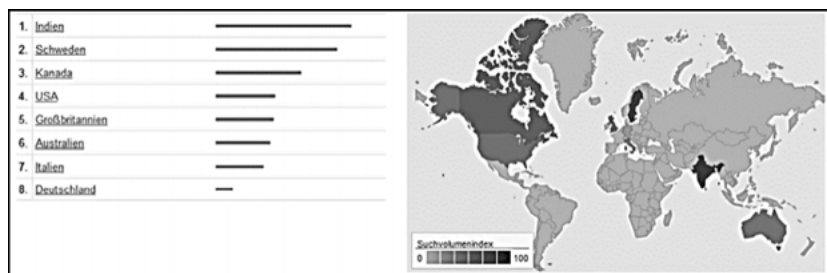 1. Indien
2. Schweden
3. Kanada
4. USA
5. Großbritannien
6. Australien
7. Italien
8. Deutschland
Suchvolumenindex
0 100